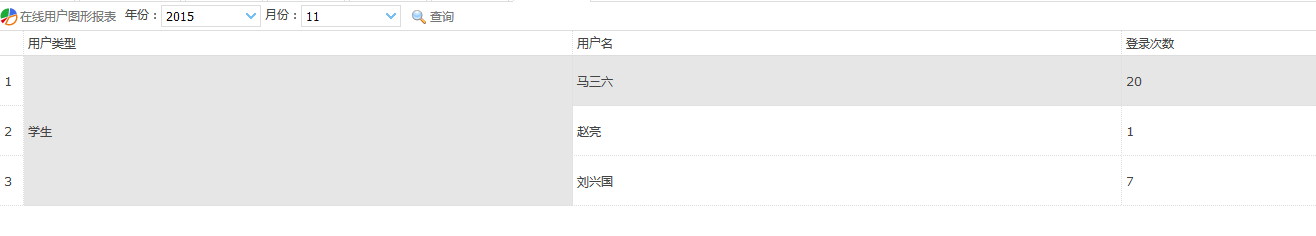 在线用户图形报表 年份： 2015 月份： 11 查询
用户类型 用户名 登录次数
1 马三六 20
2 学生 赵亮 1
3 刘兴国 7